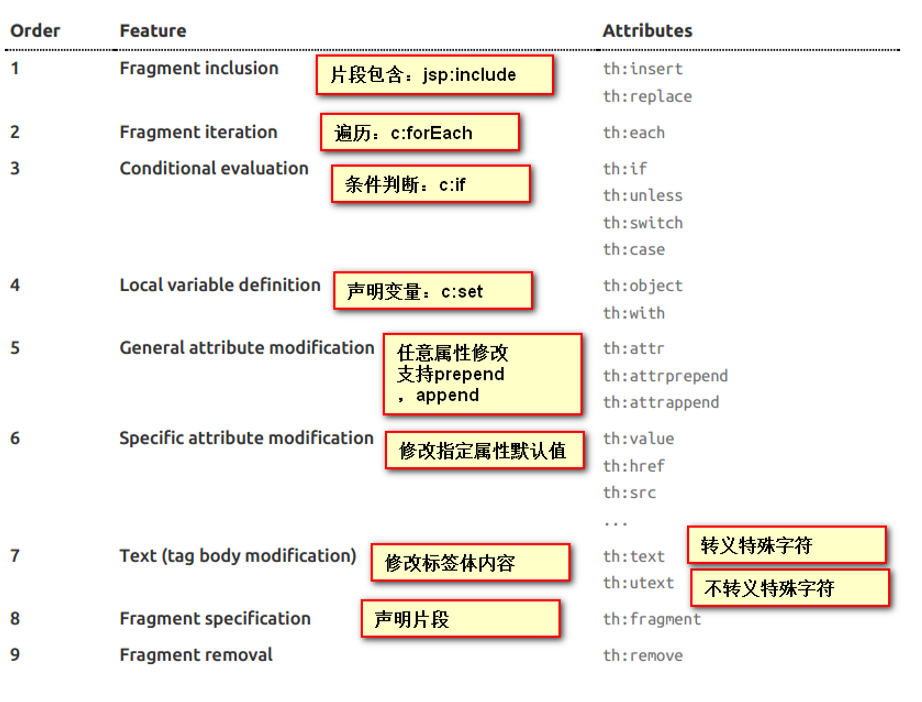 Order Feature Attributes
1 Fragment inclusion 片段包含：jsp:include th:insert
th:replace
2 Fragment iteration 遍历：c:forEach th:each
3 Conditional evaluation 条件判断：c:if th:if
th:unless
th:switch
th:case
4 Local variable definition 声明变量：c:set th:object
th:with
5 General attribute modification 任意属性修改 th:attr
支持prepend th:attrprepend
，append th:attrappend
6 Specific attribute modification 修改指定属性默认值 th:value
th:href
th:src
...
7 Text (tag body modification) 修改标签体内容 th:text 转义特殊字符
th:utext 不转义特殊字符
8 Fragment specification 声明片段 th:fragment
9 Fragment removal th:remove